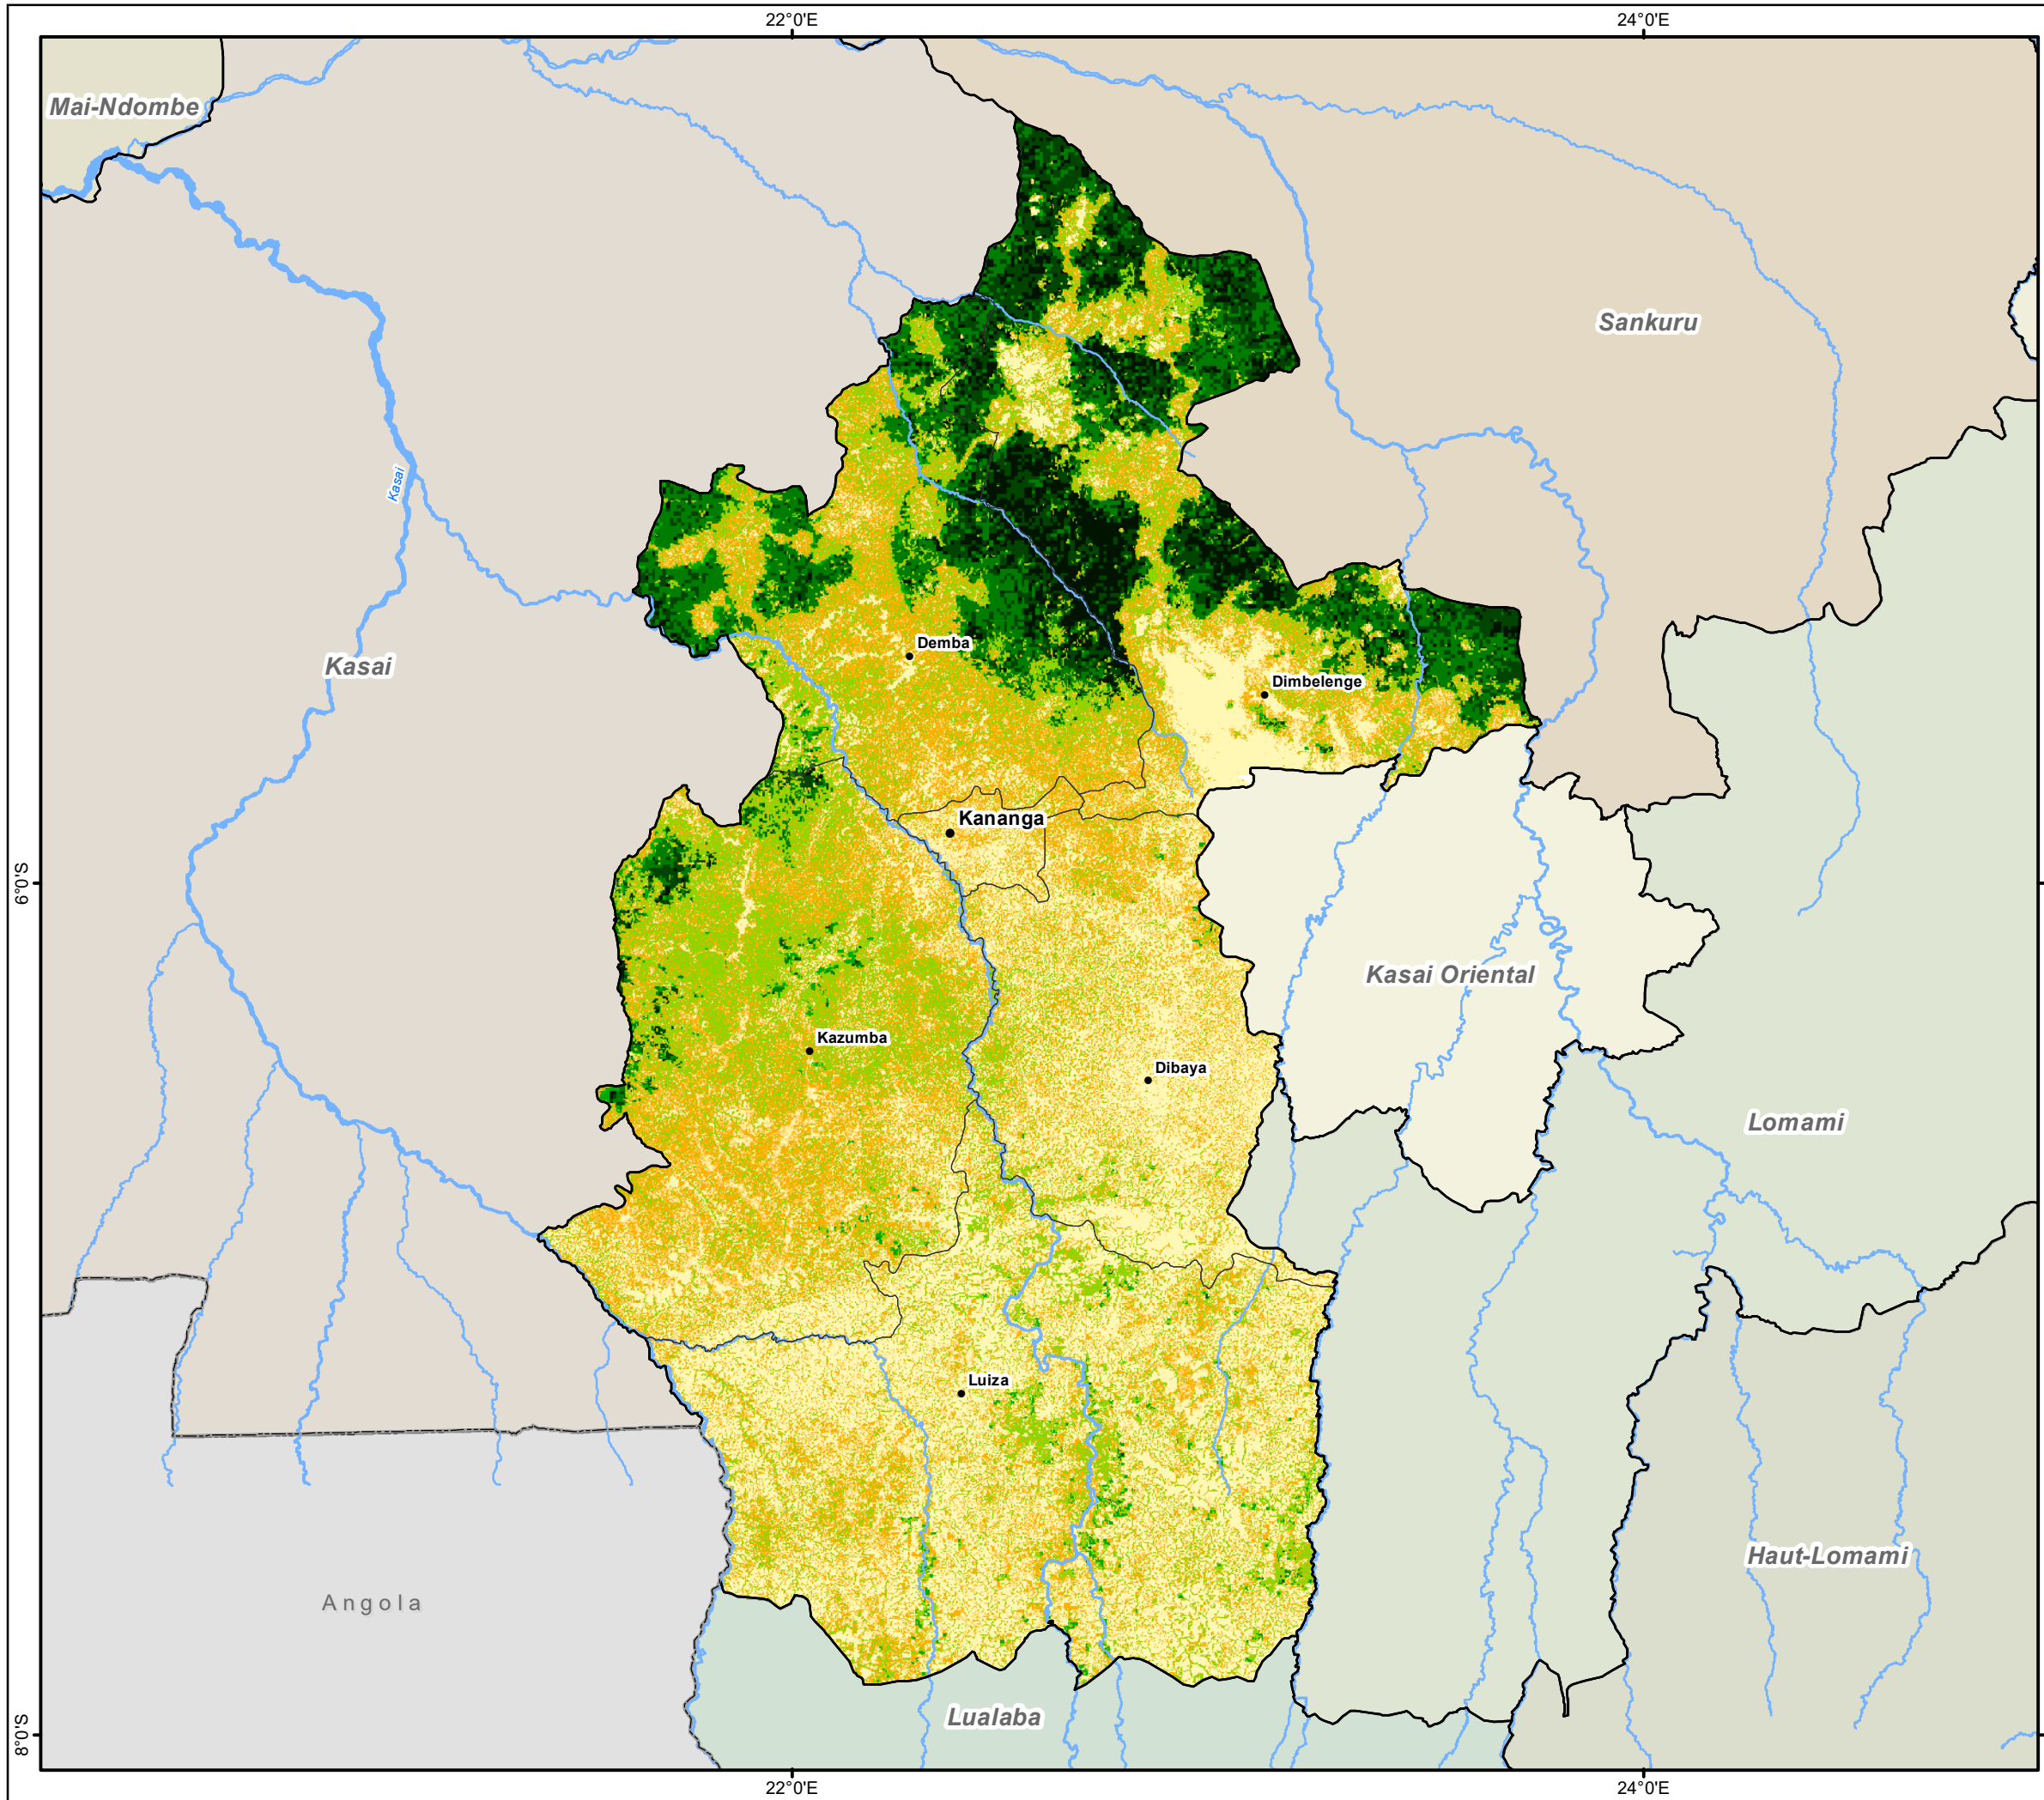 22°0'E
24°0'E
Mai-Ndombe
Sankuru
Kasai
Demba
Kasai
Dimbelenge
Kananga
6°0'S
Kasai Oriental
Kazumba
Dibaya
Lomami
Luiza
Haut-Lomami
Angola
Lualaba
8°0'S
22°0'E
24°0'E